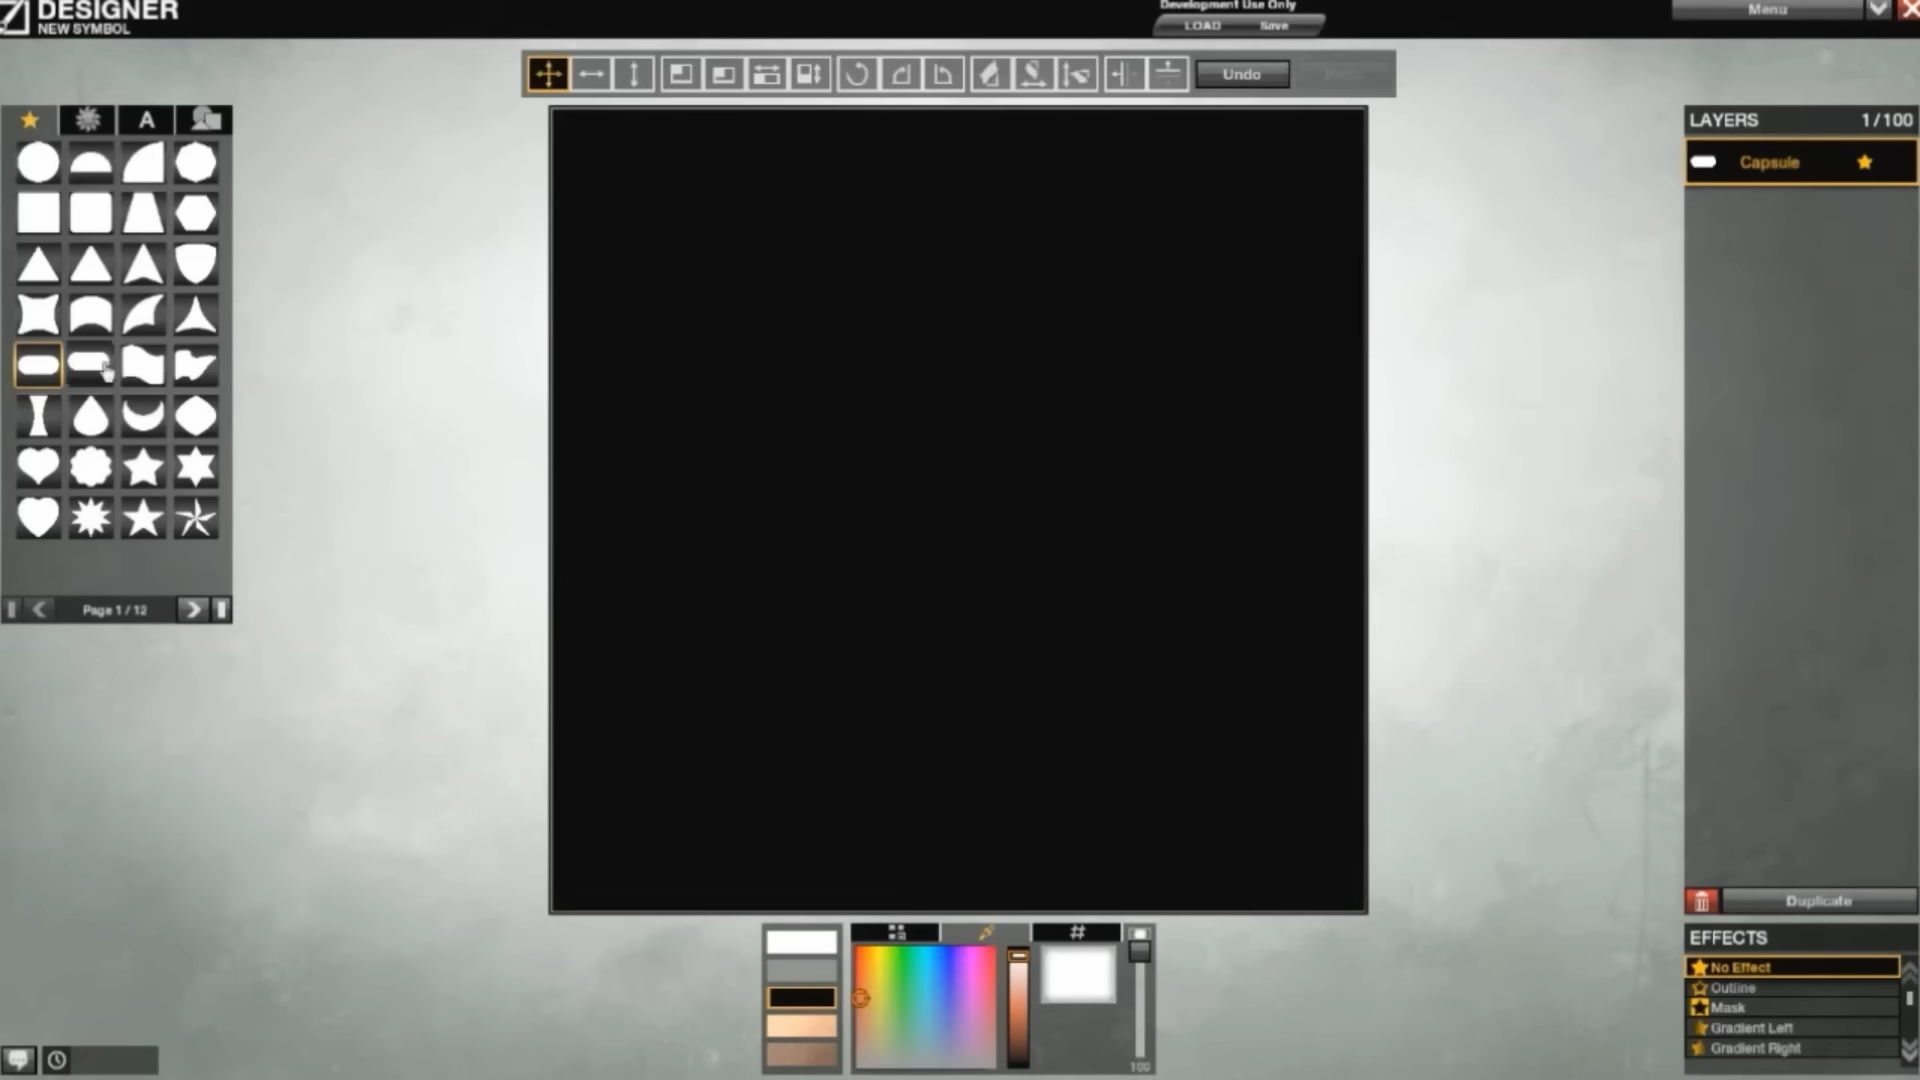 DESIGNER
NEW SYMBOL
Development Use Only
LOAD Save
Menu
Undo
A
LAYERS 1/100
Capsule
Page 1 / 12
Duplicate
EFFECTS
No Effect
Outline
Mask
Gradient Left
Gradient Right
#
100